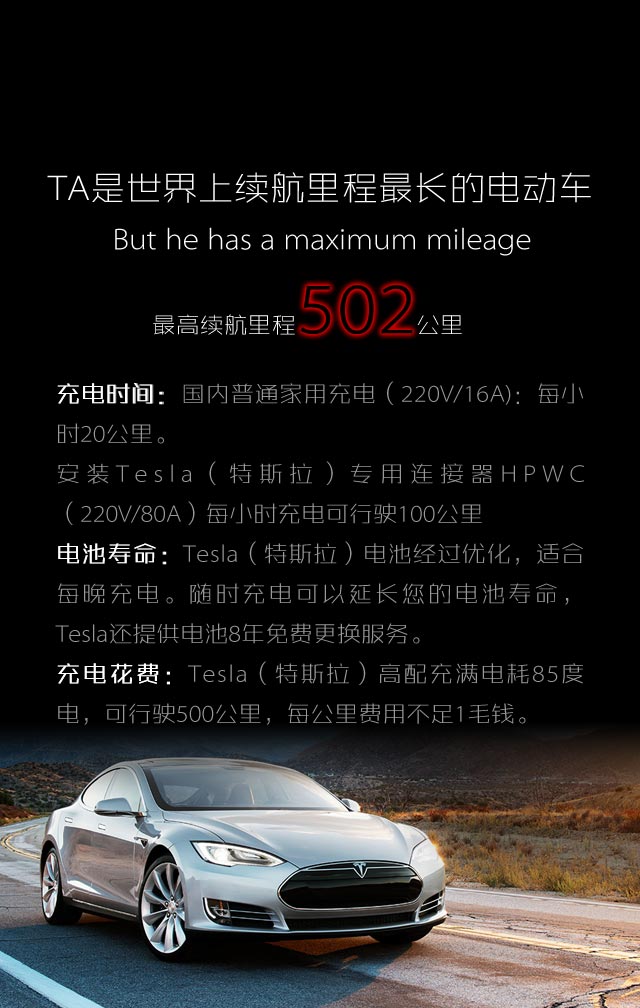 TA是世界上续航里程最长的电动车
But he has a maximum mileage
最高续航里程502公里
充电时间：国内普通家用充电（220V/16A）：每小
时20公里。
安装Tesla（特斯拉）专用连接器HPWC
（220V/80A）每小时充电可行驶100公里
电池寿命：Tesla（特斯拉）电池经过优化，适合
每晚充电。随时充电可以延长您的电池寿命，
Tesla还提供电池8年免费更换服务。
充电花费：Tesla（特斯拉）高配充满电耗85度
电，可行驶500公里，每公里费用不足1毛钱。